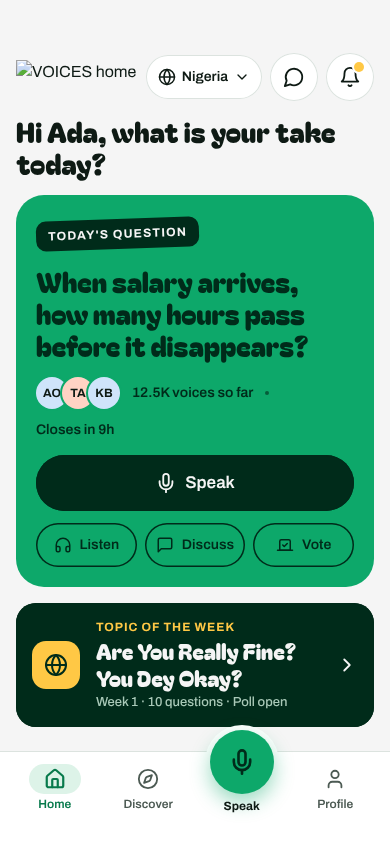 VOICES home
Nigeria
Hi Ada, what is your take
today?
TODAY'S QUESTION
When salary arrives,
how many hours pass
before it disappears?
AO TA KB 12.5K voices so far •
Closes in 9h
Speak
Listen Discuss Vote
TOPIC OF THE WEEK
Are You Really Fine?
You Dey Okay?
Week 1 · 10 questions · Poll open
Home Discover Speak Profile